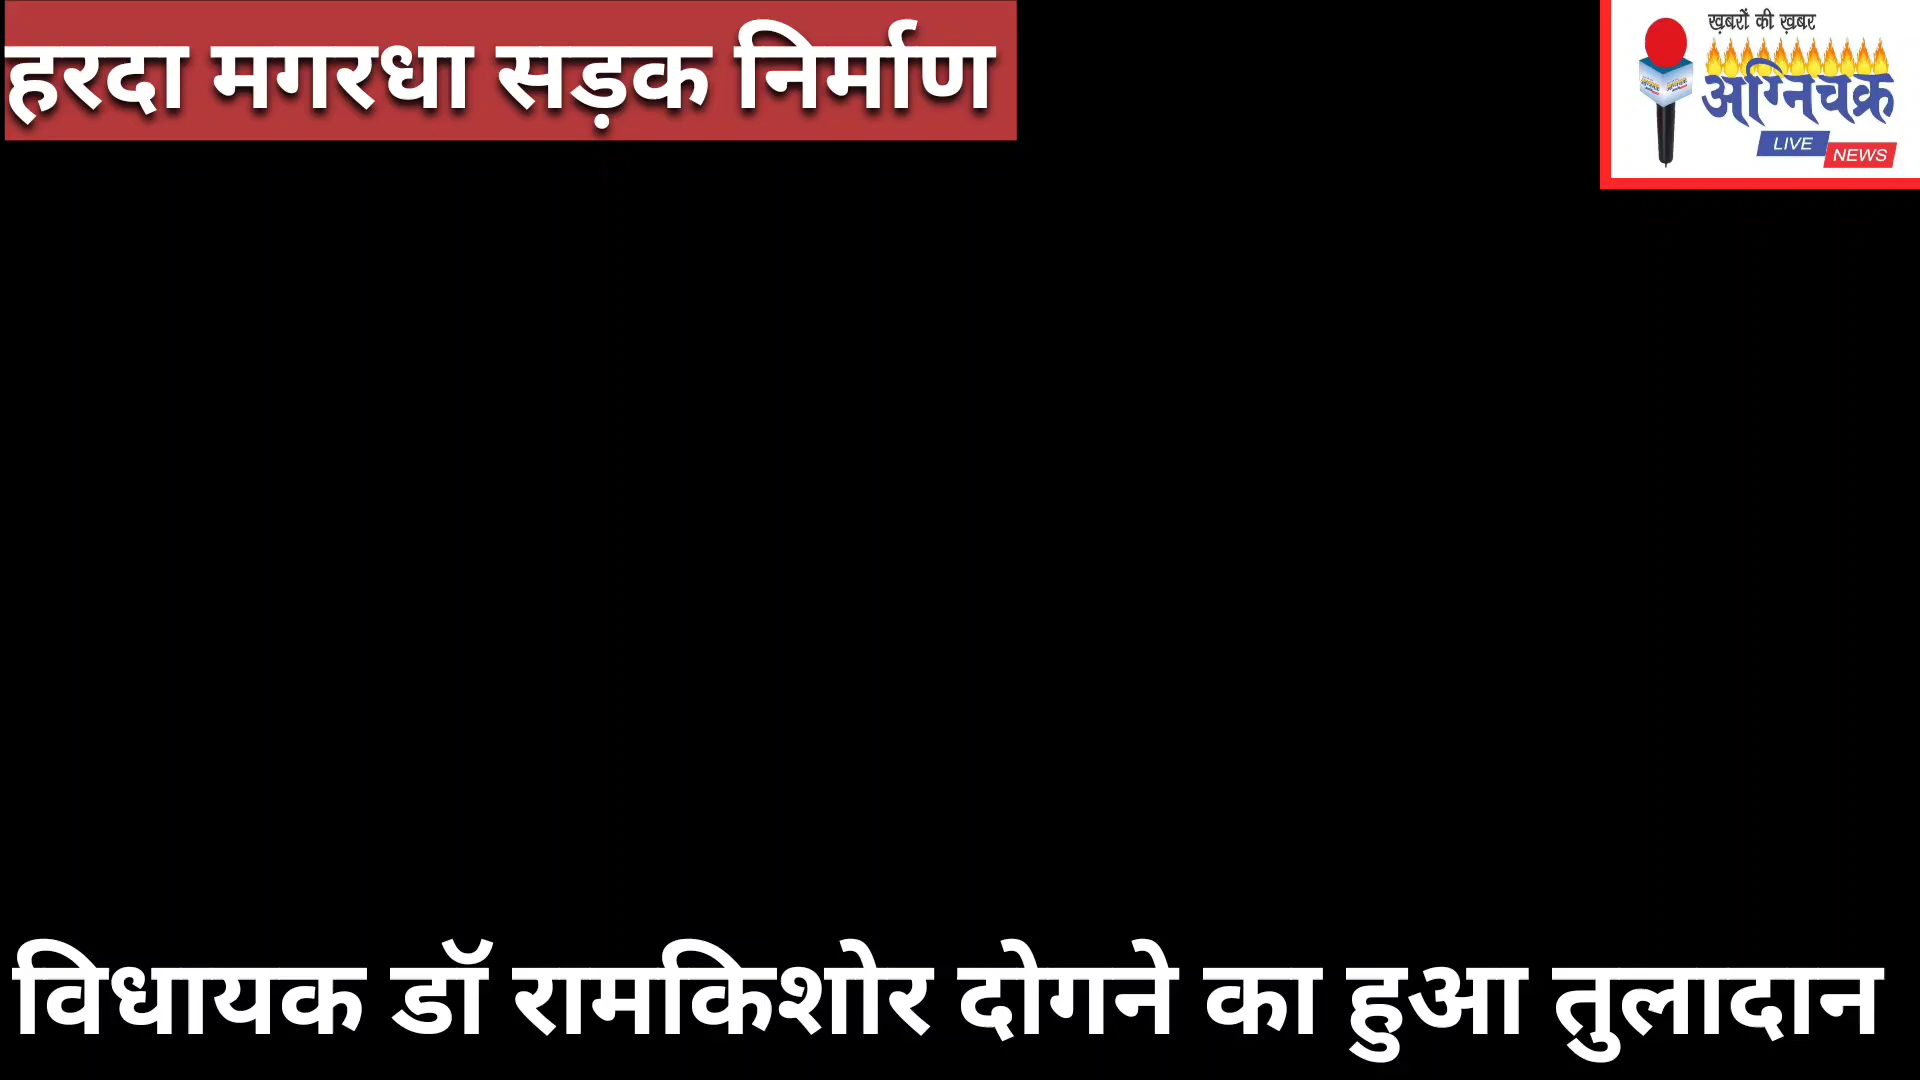 हरदा मगरधा सड़क निर्माण
ख़बरों की ख़बर
अग्निचक्र
LIVE
NEWS
विधायक डॉ रामकिशोर दोगने का हुआ तुलादान